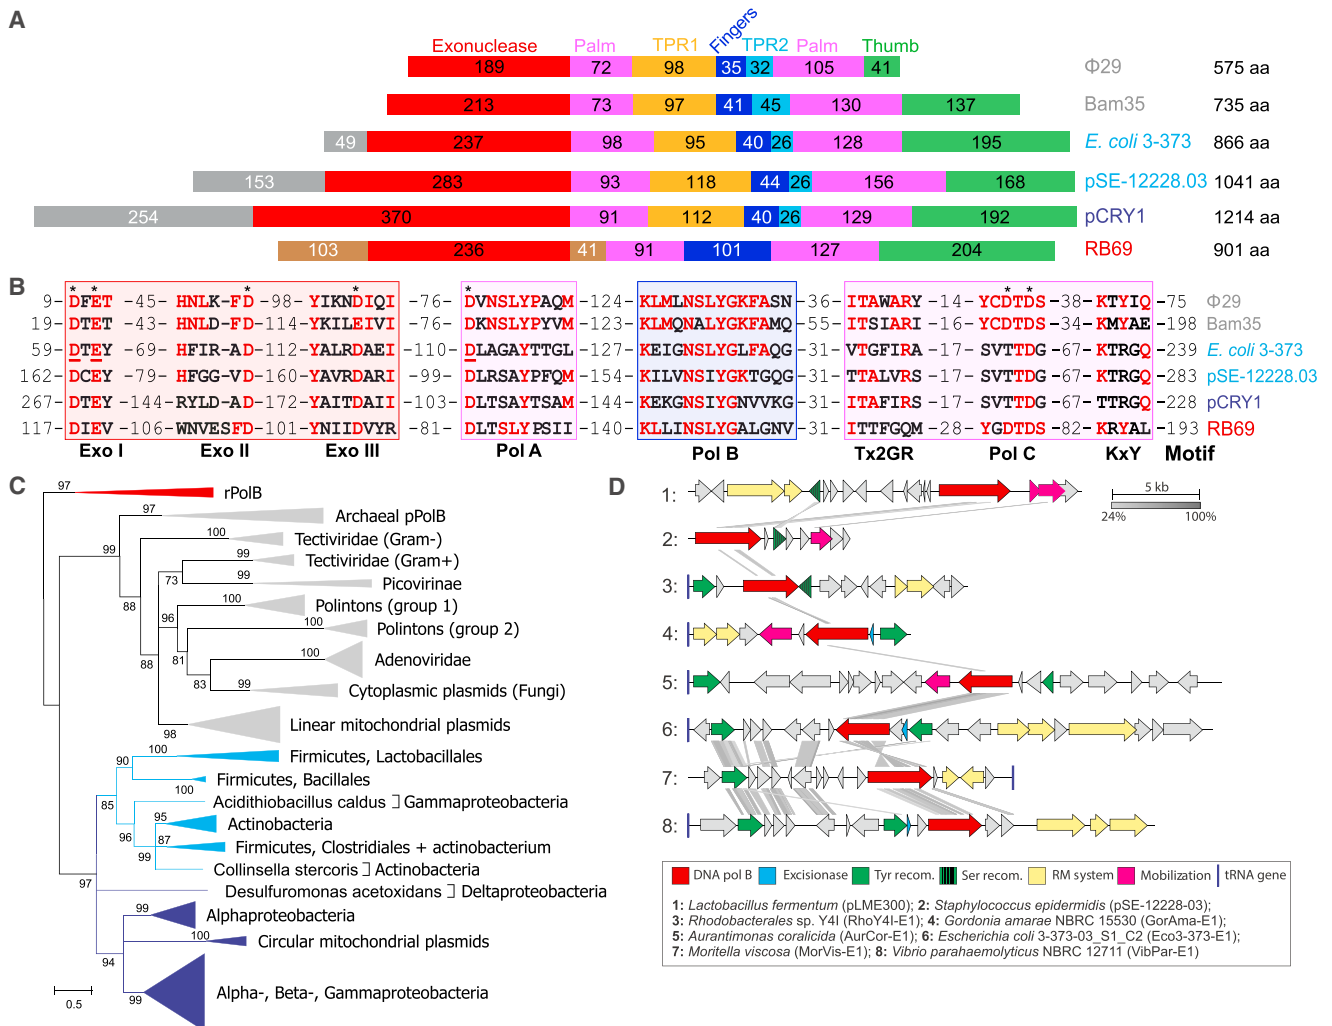 A
Exonuclease Palm TPR1 Fingers TPR2 Palm Thumb
189 72 98 35 32 105 41 Φ29 575 aa
213 73 97 41 45 130 137 Bam35 735 aa
49 237 98 95 40 26 128 195 E. coli 3-373 866 aa
153 283 93 118 44 26 156 168 pSE-12228.03 1041 aa
254 370 91 112 40 26 129 192 pCRY1 1214 aa
103 236 41 91 101 127 204 RB69 901 aa
B
* * * * * * *
9-DFET -45- HNLK-FD -98- YIKNDIQI -76-DVNSLYPAQM -124- KLMLNSLYGKFASN -36- ITAWARY -14- YCDTDS -38- KTYIQ -75 Φ29
19-DTET -43- HNLD-FD -96- YKILEIVI -76-DKNSLYPYVM -123- KLMQNALYGKFAMQ -55- ITSIARI -16- YCDTDS -34- KMYAE -198 Bam35
59-DTEY -69- HFIR-AD -112- YALRDAEI -110-DLAGAYTTGL -127- KEIGNSLYGLFAQG -31- VTGFIRA -16- SVTTDG -67- KTRGQ -239 E. coli 3-373
162-DCEY -79- HFGG-VD -160- YAVRDARI -99-DLRSAYPFQM -154- KILVNSIYGKTGQG -31- TTALVRS -17- SVTTDG -67- KTRGQ -283 pSE-12228.03
267-DTEY -144- RYLD-AD -172- YAITDAII -103-DLTSAYTSAM -144- KEKGNSIYGNVVKG -31- ITAFIRS -17- SVTTDG -67- TTRGQ -228 pCRY1
117-DIEV -106- WNVESFD -101- YNIIDVYR -81-DLTSLYPSII -140- KLLINSLYGALGNV -31- ITTFGQM -28- YGDTDS -82- KRYAL -193 RB69
Exo I Exo II Exo III Pol A Pol B Tx2GR Pol C KxY Motif
C
97 rPolB
97 Archaeal pPolB
100 Tectiviridae (Gram-)
99
99 Tectiviridae (Gram+)
73
99 Picovirinae
88
100 Polintons (group 1)
96
100 Polintons (group 2)
88 81
100 Adenoviridae
83
99 Cytoplasmic plasmids (Fungi)
98 Linear mitochondrial plasmids
100 Firmicutes, Lactobacillales
90
Firmicutes, Bacillales
100
85
Acidithiobacillus caldus ] Gammaproteobacteria
95 Actinobacteria
96 87
Firmicutes, Clostridiales + actinobacterium
99
Collinsella stercoris ] Actinobacteria
97
Desulfuromonas acetoxidans ] Deltaproteobacteria
99 Alphaproteobacteria
100 Circular mitochondrial plasmids
94
99 Alpha-, Beta-, Gammaproteobacteria
0.5
D
1:
5 kb
24% 100%
2:
3:
4:
5:
6:
7:
8:
DNA pol B Excisionase Tyr recom. Ser recom. RM system Mobilization tRNA gene
1: Lactobacillus fermentum (pLME300); 2: Staphylococcus epidermidis (pSE-12228-03);
3: Rhodobacterales sp. Y4I (RhoY4I-E1); 4: Gordonia amarae NBRC 15530 (GorAma-E1);
5: Aurantimonas coralicida (AurCor-E1); 6: Escherichia coli 3-373-03_S1_C2 (Eco3-373-E1);
7: Moritella viscosa (MorVis-E1); 8: Vibrio parahaemolyticus NBRC 12711 (VibPar-E1)